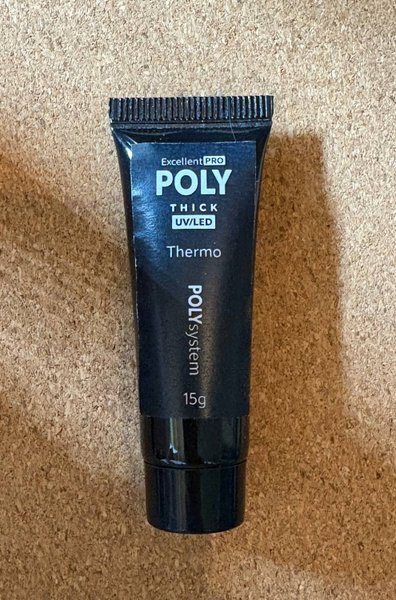 Excellent PRO
POLY
THICK
UV/LED
Thermo
POLYsystem
15g